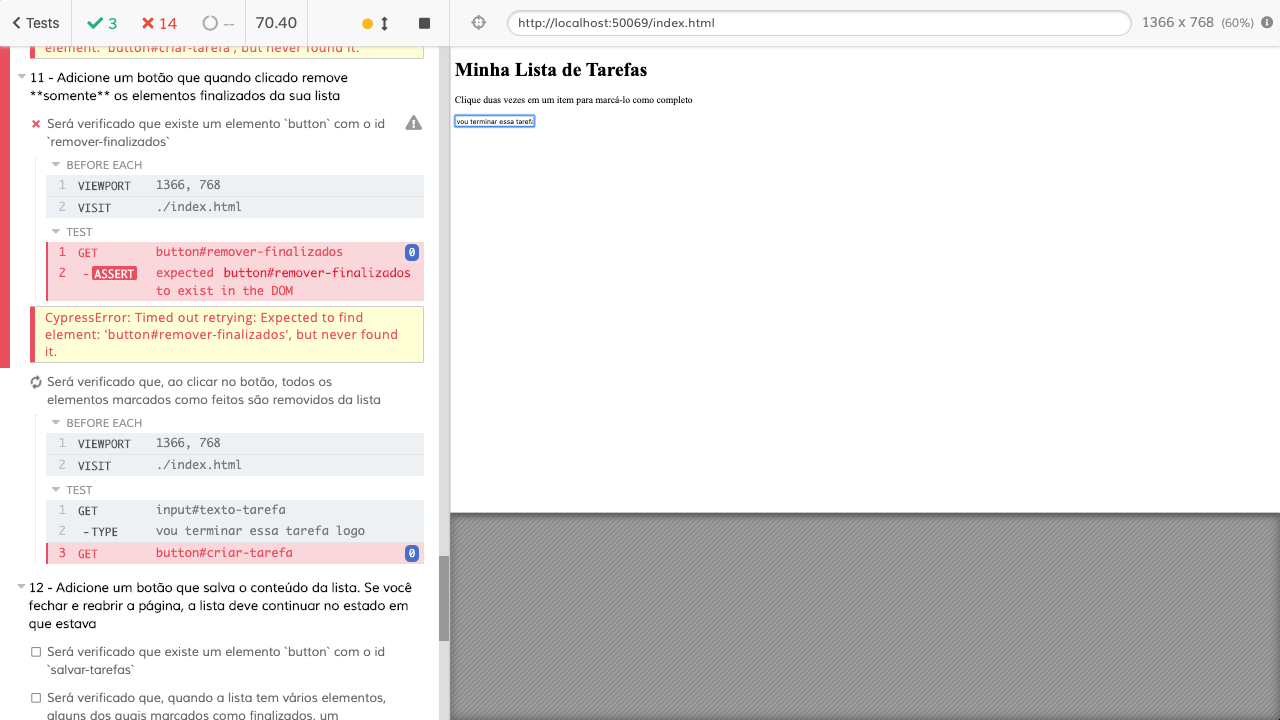 Tests
3
14
--
70.40
http://localhost:50069/index.html
1366 x 768 (60%)
element: 'button#criar-tarefa', but never found it.
11 - Adicione um botão que quando clicado remove
**somente** os elementos finalizados da sua lista
Será verificado que existe um elemento `button` com o id
`remover-finalizados`
BEFORE EACH
1 VIEWPORT 1366, 768
2 VISIT ./index.html
TEST
1 GET button#remover-finalizados 0
2 -ASSERT expected button#remover-finalizados
to exist in the DOM
CypressError: Timed out retrying: Expected to find
element: 'button#remover-finalizados', but never found
it.
Será verificado que, ao clicar no botão, todos os
elementos marcados como feitos são removidos da lista
BEFORE EACH
1 VIEWPORT 1366, 768
2 VISIT ./index.html
TEST
1 GET input#texto-tarefa
2 -TYPE vou terminar essa tarefa logo
3 GET button#criar-tarefa 0
12 - Adicione um botão que salva o conteúdo da lista. Se você
fechar e reabrir a página, a lista deve continuar no estado em
que estava
Será verificado que existe um elemento `button` com o id
`salvar-tarefas`
Será verificado que, quando a lista tem vários elementos,
alguns dos quais marcados como finalizados, um
Minha Lista de Tarefas
Clique duas vezes em um item para marcá-lo como completo
vou terminar essa tarefa